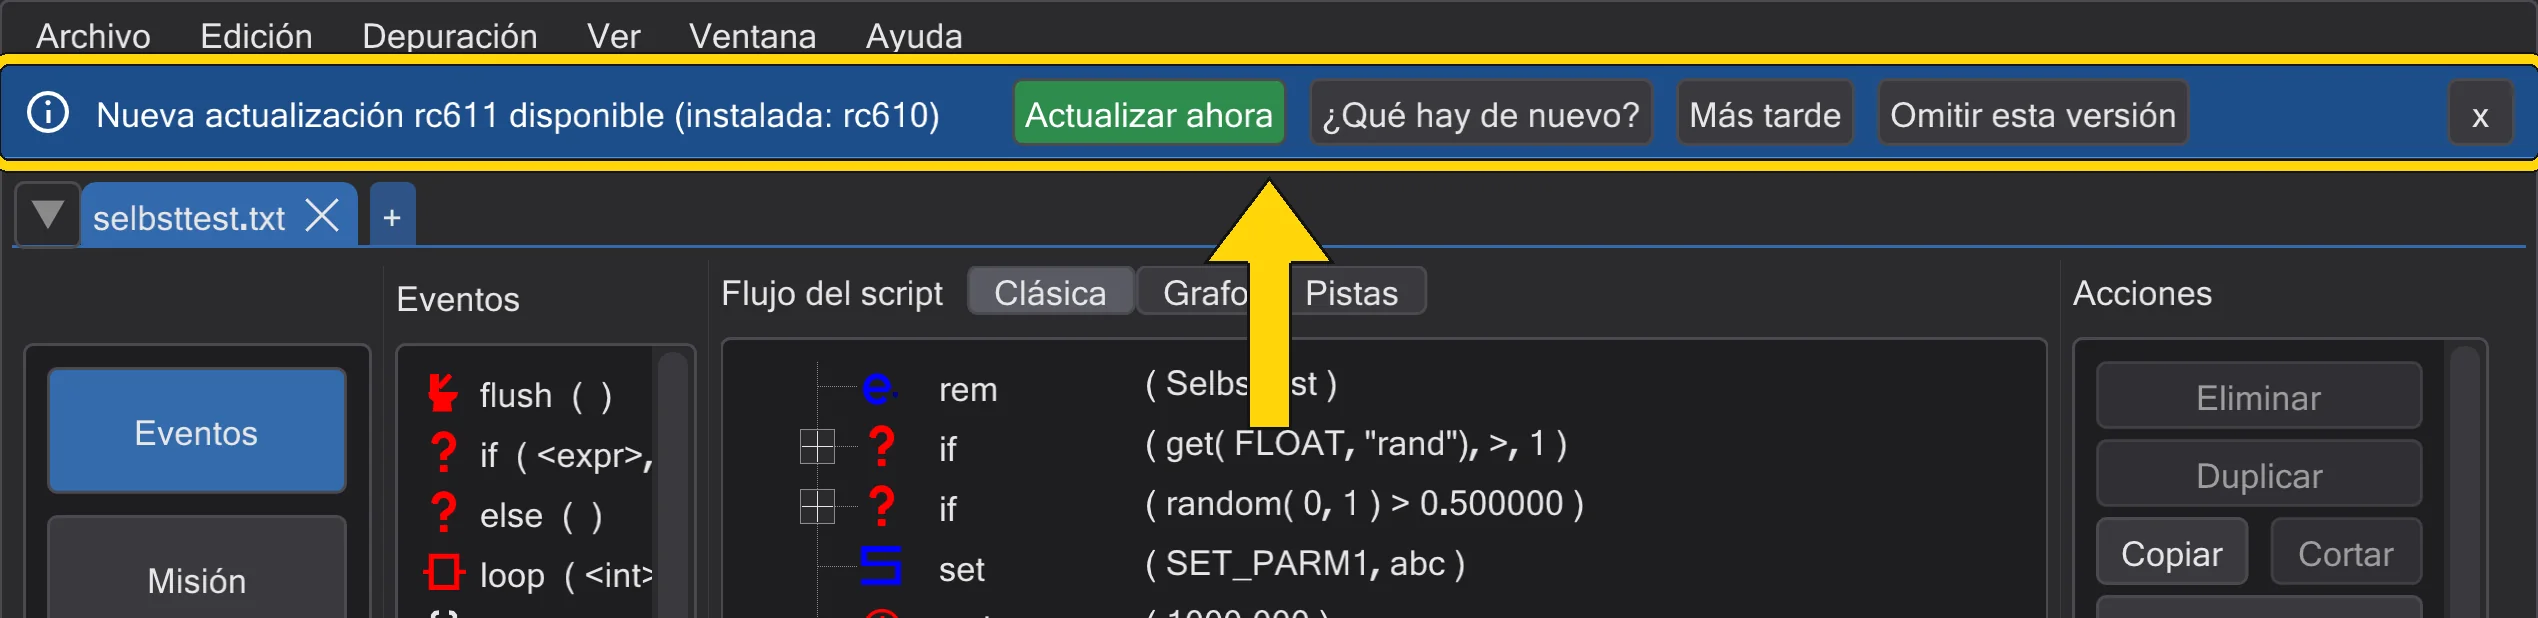 Archivo Edición Depuración Ver Ventana Ayuda
Nueva actualización rc611 disponible (instalada: rc610) Actualizar ahora ¿Qué hay de nuevo? Más tarde Omitir esta versión x
selbsttest.txt +
Eventos
Flujo del script Clásica Grafo Pistas
Acciones
Eventos
Misión
flush ( )
if ( <expr>,
else ( )
loop ( <int>
rem ( Selbs st )
if ( get( FLOAT, "rand"), >, 1 )
if ( random( 0, 1 ) > 0.500000 )
set ( SET_PARM1, abc )
Eliminar
Duplicar
Copiar Cortar